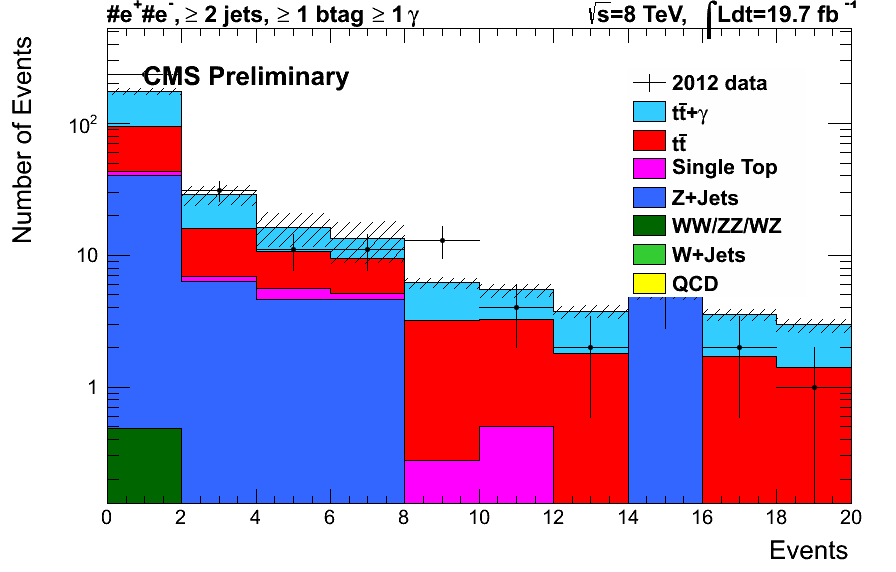 #e⁺#e⁻, ≥ 2 jets, ≥ 1 btag ≥ 1 γ
√s=8 TeV, ∫Ldt=19.7 fb⁻¹
CMS Preliminary
2012 data
tt̄+γ
tt̄
Single Top
Z+Jets
WW/ZZ/WZ
W+Jets
QCD
Number of Events
10²
10
1
0 2 4 6 8 10 12 14 16 18 20
Events